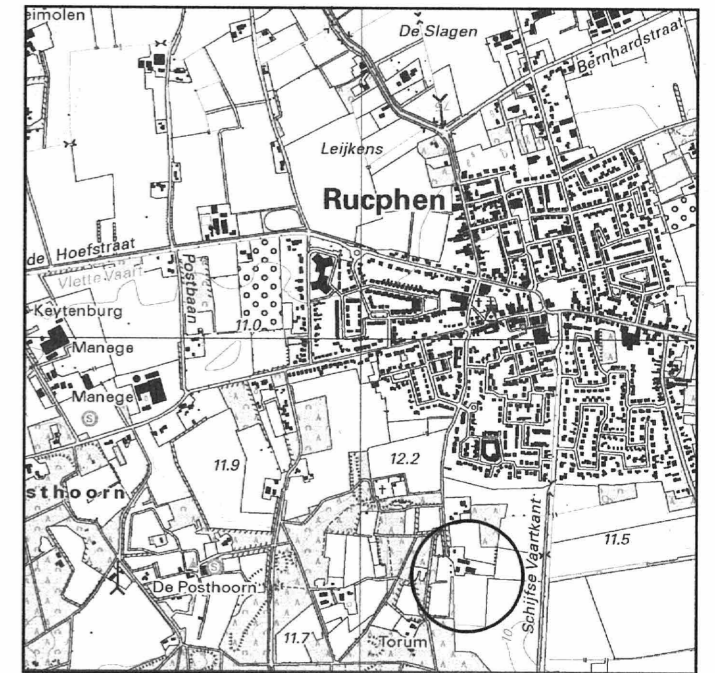 eimolen
De Slagen
Bernhardstraat
Leijkens
Rucphen
de Hoefstraat
Vlette Vaart
Postbaan
Keytenburg
11.0
Manege
Manege
S
11.9
12.2
sthoorn
Schijfse Vaartkant
11.5
S
De Posthoorn
11.7
Torum
10